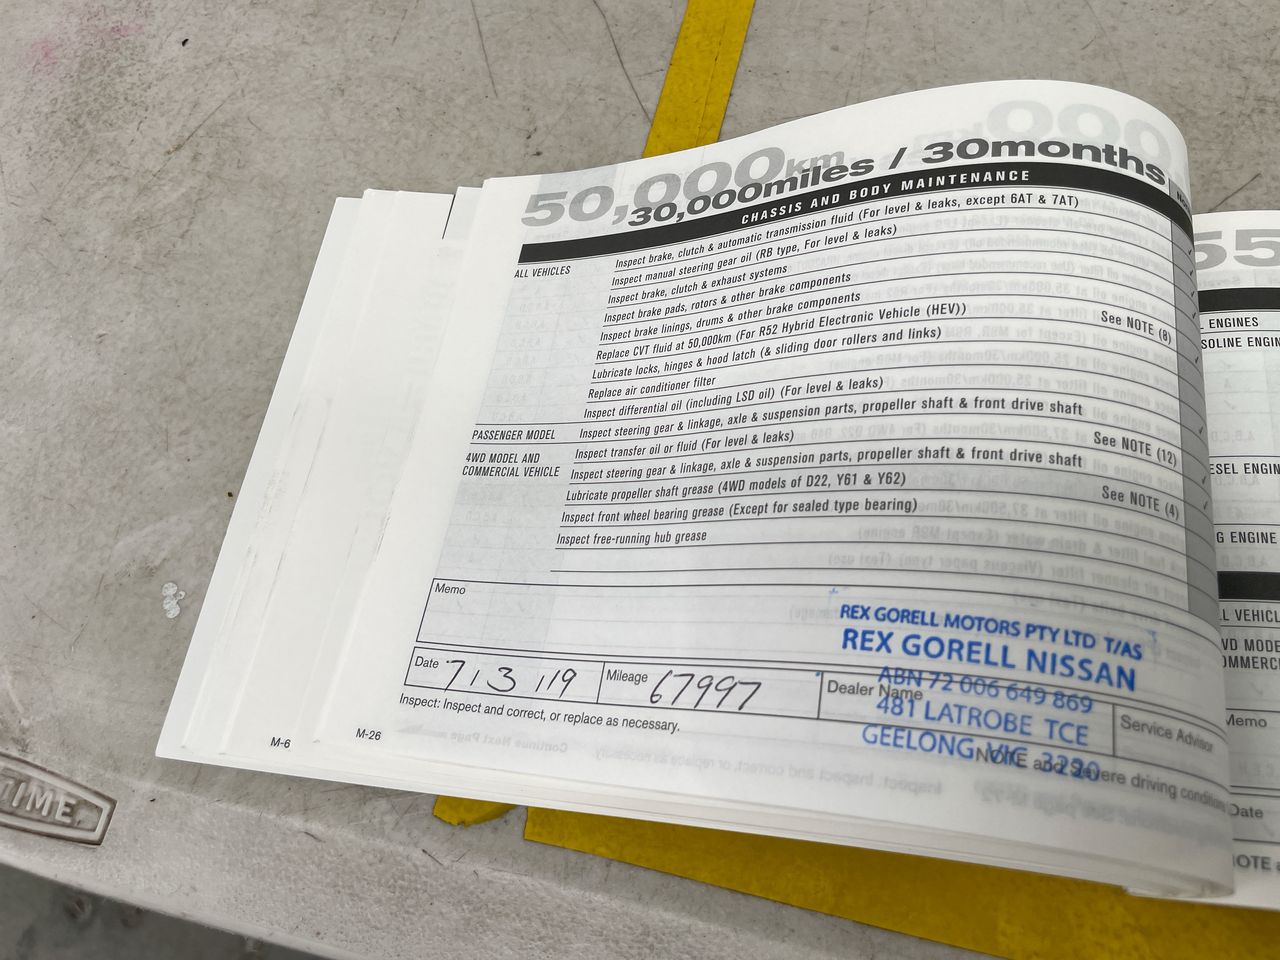 50,000km
30,000miles / 30months
CHASSIS AND BODY MAINTENANCE
ALL VEHICLES
Inspect brake, clutch & automatic transmission fluid (For level & leaks, except 6AT & 7AT)
Inspect manual steering gear oil (RB type, For level & leaks)
Inspect brake, clutch & exhaust systems
Inspect brake pads, rotors & other brake components
Inspect brake linings, drums & other brake components
Replace CVT fluid at 50,000km (For R52 Hybrid Electronic Vehicle (HEV)) See NOTE (8)
Lubricate locks, hinges & hood latch (& sliding door rollers and links)
Replace air conditioner filter
Inspect differential oil (including LSD oil) (For level & leaks)
PASSENGER MODEL
Inspect steering gear & linkage, axle & suspension parts, propeller shaft & front drive shaft
4WD MODEL AND
COMMERCIAL VEHICLE
Inspect transfer oil or fluid (For level & leaks) See NOTE (12)
Inspect steering gear & linkage, axle & suspension parts, propeller shaft & front drive shaft
Lubricate propeller shaft grease (4WD models of D22, Y61 & Y62)
Inspect front wheel bearing grease (Except for sealed type bearing) See NOTE (4)
Inspect free-running hub grease
Memo
REX GORELL MOTORS PTY LTD T/AS
REX GORELL NISSAN
ABN 72 006 649 869
481 LATROBE TCE
GEELONG VIC 3220
Date 7/3/19
Mileage 67997
Dealer Name
Service Advisor
Inspect: Inspect and correct, or replace as necessary.
NOTE and Severe driving conditions
M-6
M-26
TIME
55
ENGINES
G ENGINE
Memo
Date